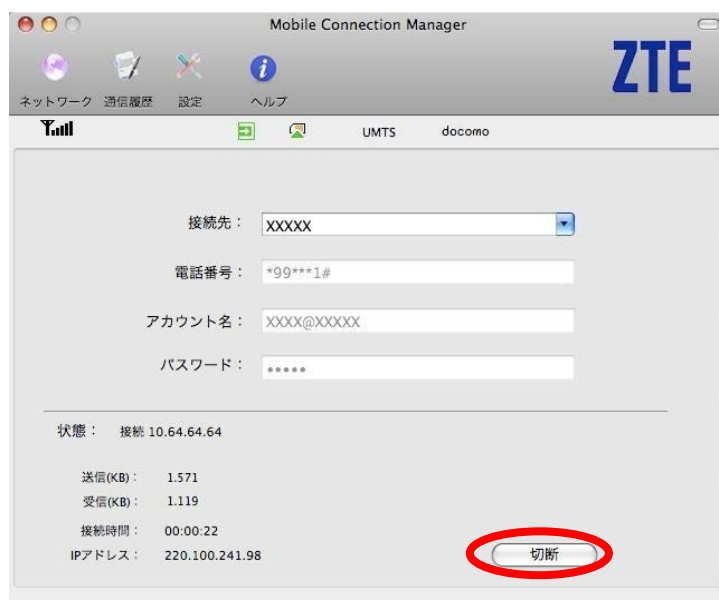 Mobile Connection Manager
ネットワーク 通信履歴 設定 ヘルプ
ZTE
UMTS docomo
接続先： XXXXX
電話番号： *99***1#
アカウント名： XXXX@XXXXX
パスワード： •••••
状態： 接続 10.64.64.64
送信(KB)： 1.571
受信(KB)： 1.119
接続時間： 00:00:22
IPアドレス： 220.100.241.98
切断